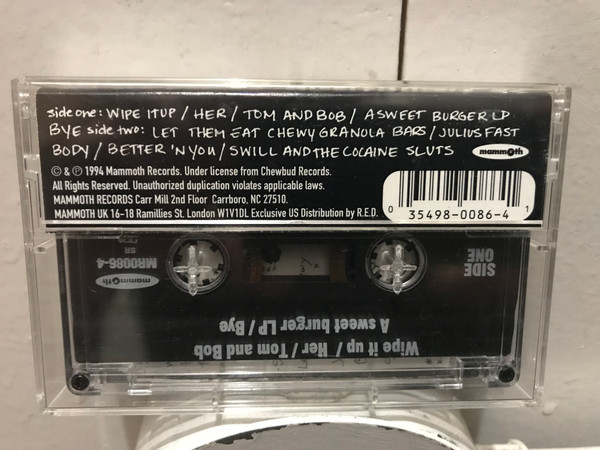 side one: WIPE IT UP / HER / TOM AND BOB / A SWEET BURGER LP
BYE side two: LET THEM EAT CHEWY GRANOLA BARS / JULIUS FAST
BODY / BETTER 'N YOU / SWILL AND THE COCAINE SLUTS
mammoth
© & ℗ 1994 Mammoth Records. Under license from Chewbud Records.
All Rights Reserved. Unauthorized duplication violates applicable laws.
MAMMOTH RECORDS Carr Mill 2nd Floor Carrboro, NC 27510.
MAMMOTH UK 16-18 Ramillies St. London W1V1DL Exclusive US Distribution by R.E.D.
0 35498-0086-4 1
SIDE
ONE
mammoth
MR0086-4
SR
Wipe it up / Her / Tom and Bob
A sweet burger LP / Bye